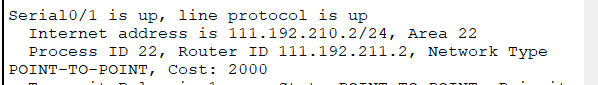 Serial0/1 is up, line protocol is up
Internet address is 111.192.210.2/24, Area 22
Process ID 22, Router ID 111.192.211.2, Network Type
POINT-TO-POINT, Cost: 2000